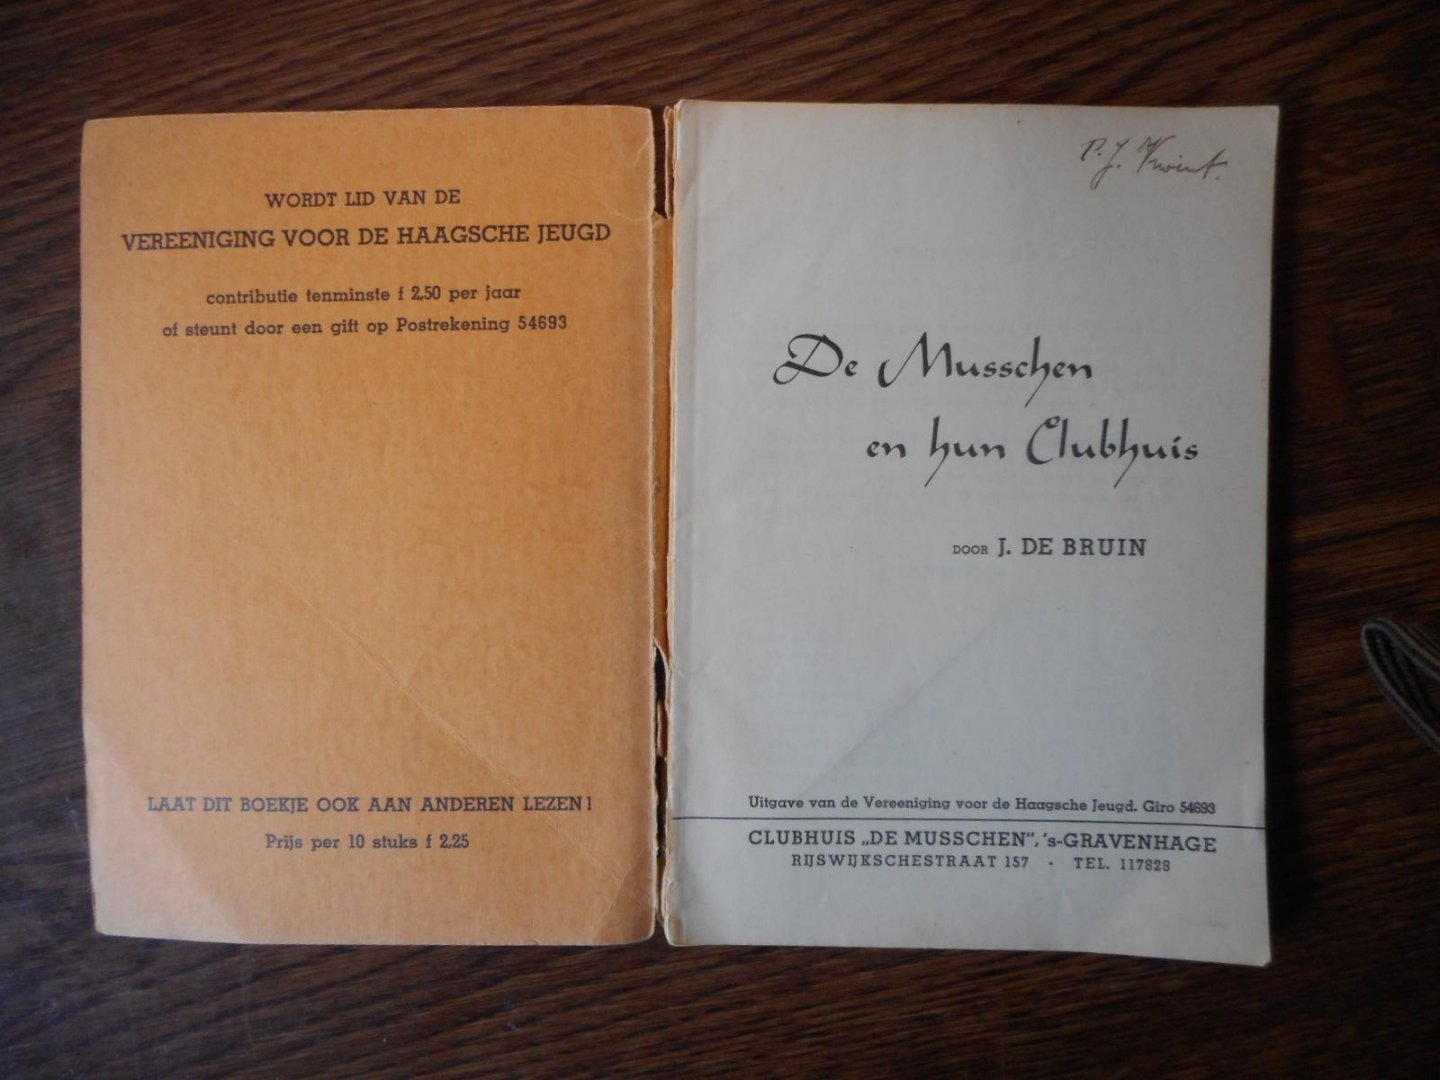 WORDT LID VAN DE
VEREENIGING VOOR DE HAAGSCHE JEUGD
contributie tenminste f 2,50 per jaar
of steunt door een gift op Postrekening 54693
LAAT DIT BOEKJE OOK AAN ANDEREN LEZEN!
Prijs per 10 stuks f 2,25
P. J. Kwint.
De Musschen
en hun Clubhuis
DOOR J. DE BRUIN
Uitgave van de Vereeniging voor de Haagsche Jeugd. Giro 54693
CLUBHUIS „DE MUSSCHEN”, 's-GRAVENHAGE
RIJSWIJKSCHESTRAAT 157 - TEL. 117828